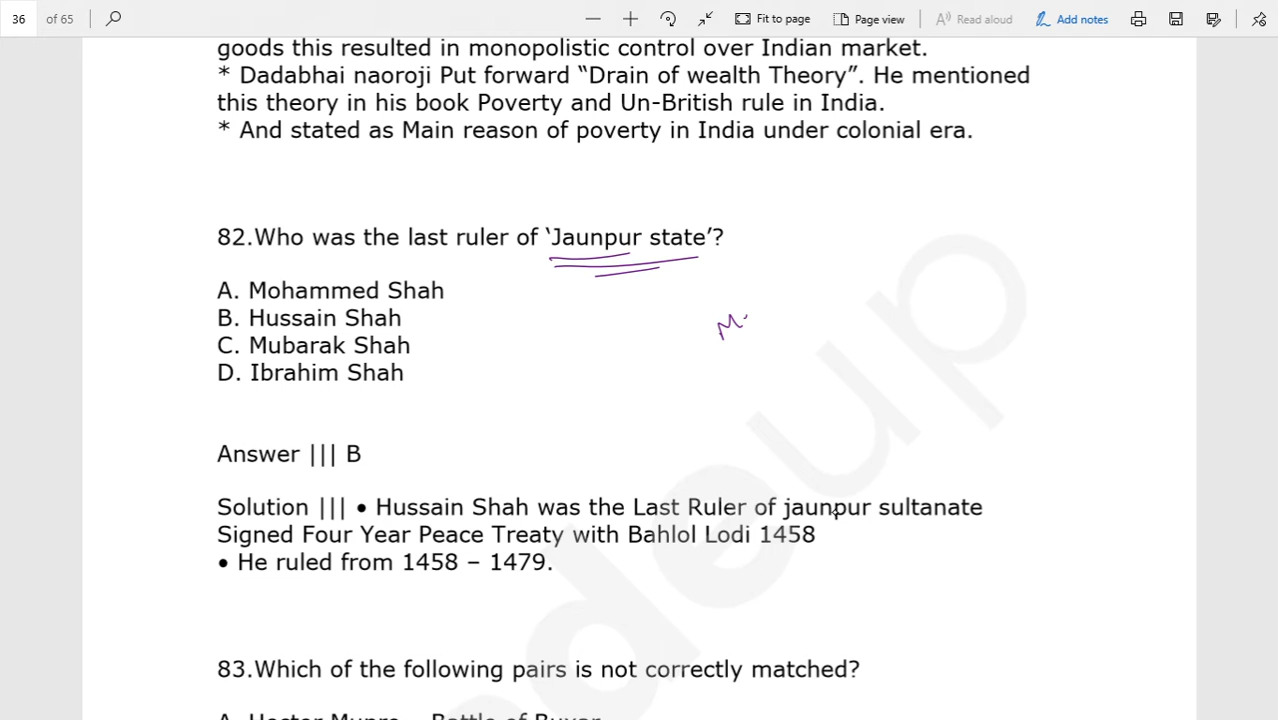 36 of 65 Fit to page Page view Read aloud Add notes
goods this resulted in monopolistic control over Indian market.
* Dadabhai naoroji Put forward “Drain of wealth Theory”. He mentioned
this theory in his book Poverty and Un-British rule in India.
* And stated as Main reason of poverty in India under colonial era.
82.Who was the last ruler of ‘Jaunpur state’?
A. Mohammed Shah
B. Hussain Shah
M.
C. Mubarak Shah
D. Ibrahim Shah
Answer ||| B
Solution ||| • Hussain Shah was the Last Ruler of jaunpur sultanate
Signed Four Year Peace Treaty with Bahlol Lodi 1458
• He ruled from 1458 – 1479.
83.Which of the following pairs is not correctly matched?
A. Hector Munro – Battle of Buxar